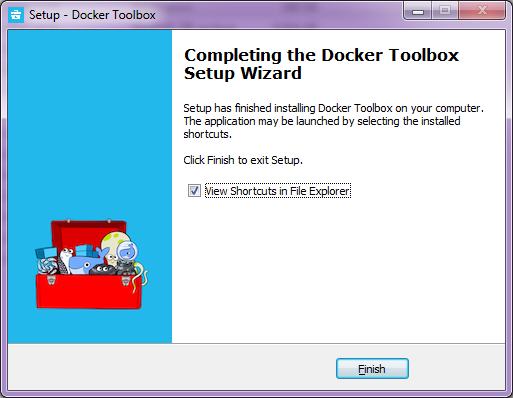 Setup - Docker Toolbox
Completing the Docker Toolbox
Setup Wizard
Setup has finished installing Docker Toolbox on your computer.
The application may be launched by selecting the installed
shortcuts.
Click Finish to exit Setup.
View Shortcuts in File Explorer
Finish